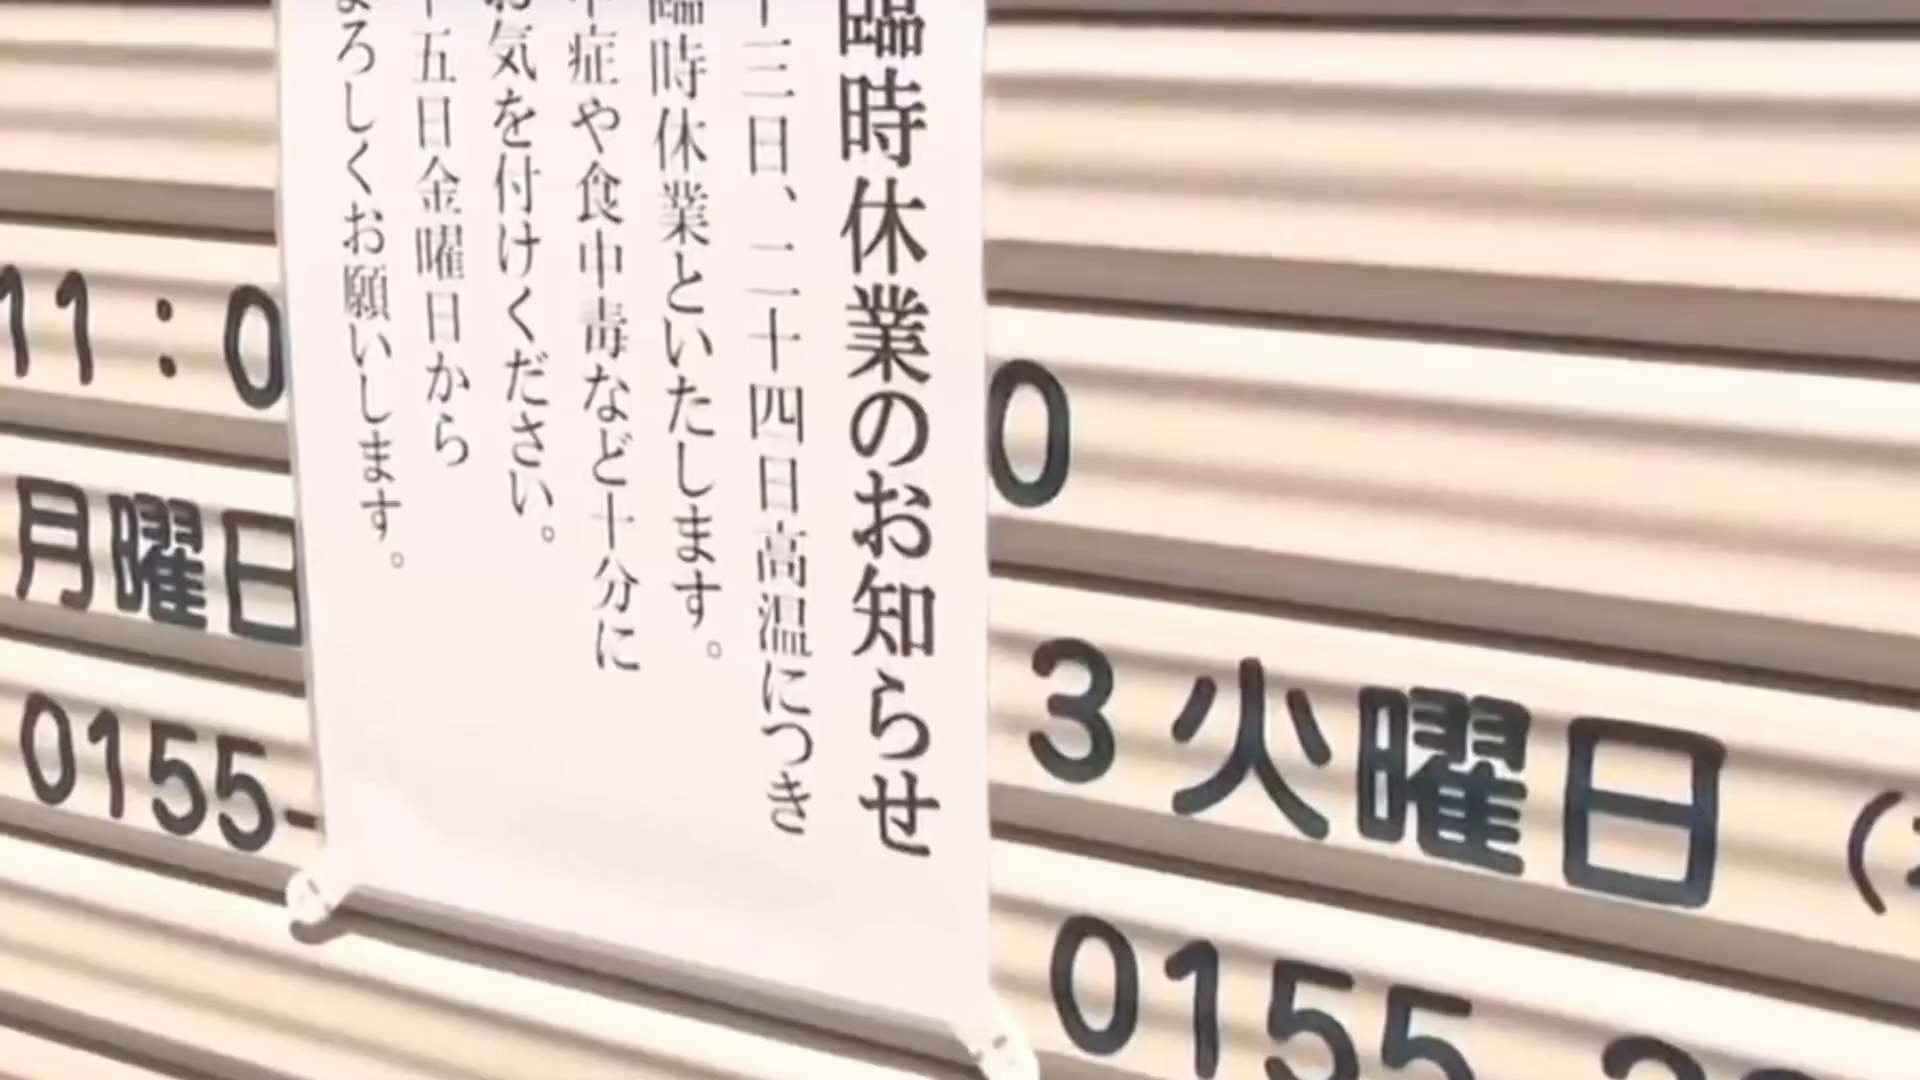 臨時休業のお知らせ
十三日、二十四日高温につき
臨時休業といたします。
中症や食中毒など十分に
お気を付けください。
十五日金曜日から
よろしくお願いします。
11:0
0
月曜日
3火曜日(
0155-
0155